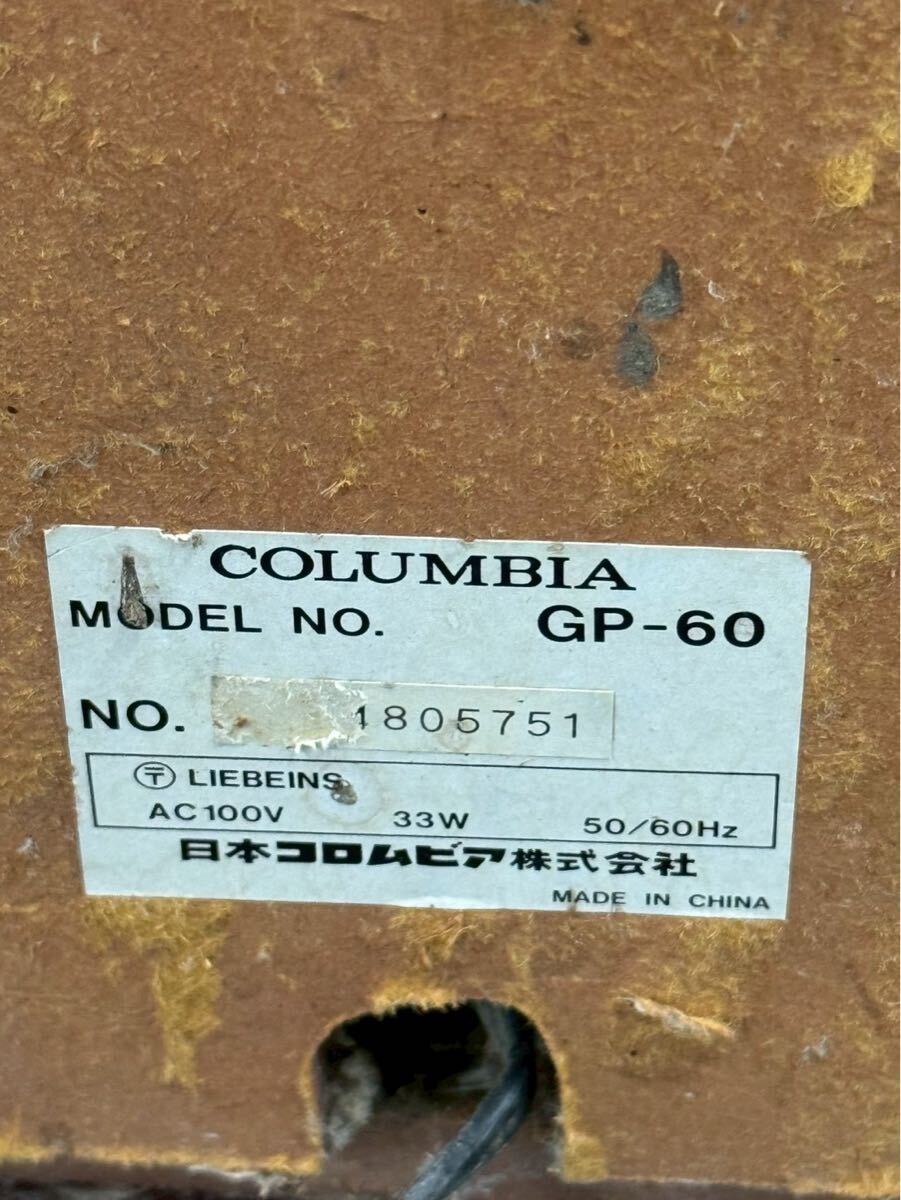 COLUMBIA
MODEL NO. GP-60
NO. 1805751
〶 LIEBEINS
AC100V 33W 50/60Hz
日本コロムビア株式会社
MADE IN CHINA